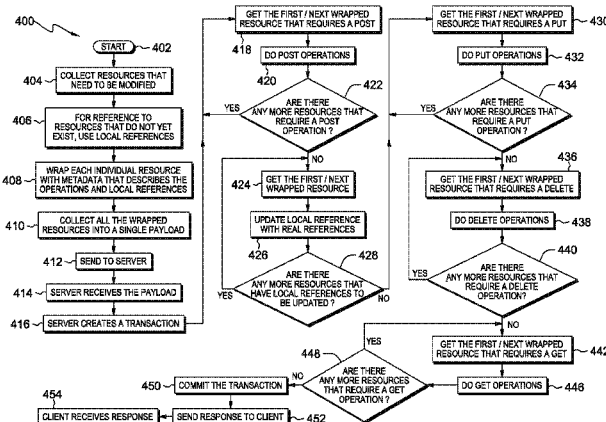 400
START
402
404
COLLECT RESOURCES THAT
NEED TO BE MODIFIED
406
FOR REFERENCE TO
RESOURCES THAT DO NOT YET
EXIST, USE LOCAL REFERENCES
408
WRAP EACH INDIVIDUAL RESOURCE
WITH METADATA THAT DESCRIBES THE
OPERATIONS AND LOCAL REFERENCES
410
COLLECT ALL THE WRAPPED
RESOURCES INTO A SINGLE PAYLOAD
412
SEND TO SERVER
414
SERVER RECEIVES THE PAYLOAD
416
SERVER CREATES A TRANSACTION
GET THE FIRST / NEXT WRAPPED
RESOURCE THAT REQUIRES A POST
418
DO POST OPERATIONS
420
422
YES
ARE THERE
ANY MORE RESOURCES THAT
REQUIRE A POST
OPERATION ?
NO
424
GET THE FIRST / NEXT
WRAPPED RESOURCE
UPDATE LOCAL REFERENCE
WITH REAL REFERENCES
426
428
ARE THERE
ANY MORE RESOURCES THAT
HAVE LOCAL REFERENCES TO
BE UPDATED ?
YES
NO
GET THE FIRST / NEXT WRAPPED
RESOURCE THAT REQUIRES A PUT
430
DO PUT OPERATIONS
432
434
YES
ARE THERE
ANY MORE RESOURCES THAT
REQUIRE A PUT
OPERATION ?
NO
436
GET THE FIRST / NEXT WRAPPED
RESOURCE THAT REQUIRES A DELETE
DO DELETE OPERATIONS
438
440
ARE THERE
ANY MORE RESOURCES THAT
REQUIRE A DELETE
OPERATION?
YES
NO
GET THE FIRST / NEXT WRAPPED
RESOURCE THAT REQUIRES A GET
442
DO GET OPERATIONS
446
448
YES
ARE THERE
ANY MORE RESOURCES
THAT REQUIRE A GET
OPERATION ?
NO
450
COMMIT THE TRANSACTION
SEND RESPONSE TO CLIENT
452
454
CLIENT RECEIVES RESPONSE